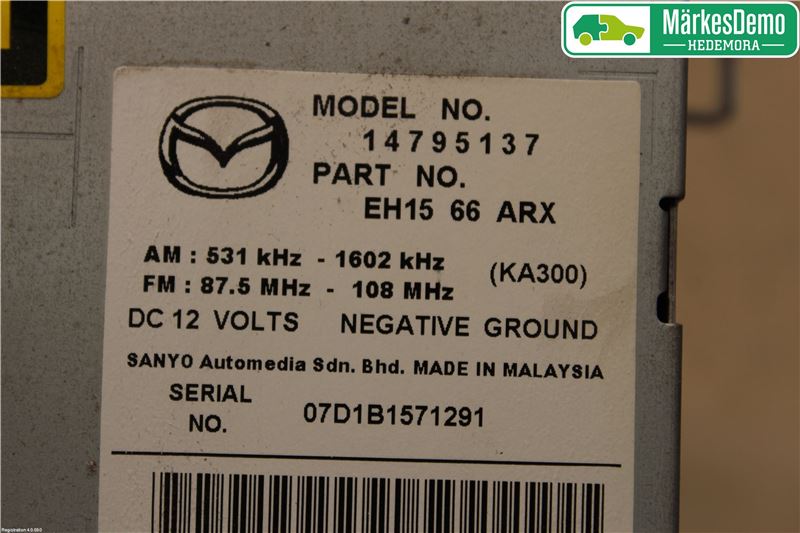 MärkesDemo
HEDEMORA
MODEL NO.
14795137
PART NO.
EH15 66 ARX
AM : 531 kHz - 1602 kHz (KA300)
FM : 87.5 MHz - 108 MHz
DC 12 VOLTS NEGATIVE GROUND
SANYO Automedia Sdn. Bhd. MADE IN MALAYSIA
SERIAL
NO. 07D1B1571291